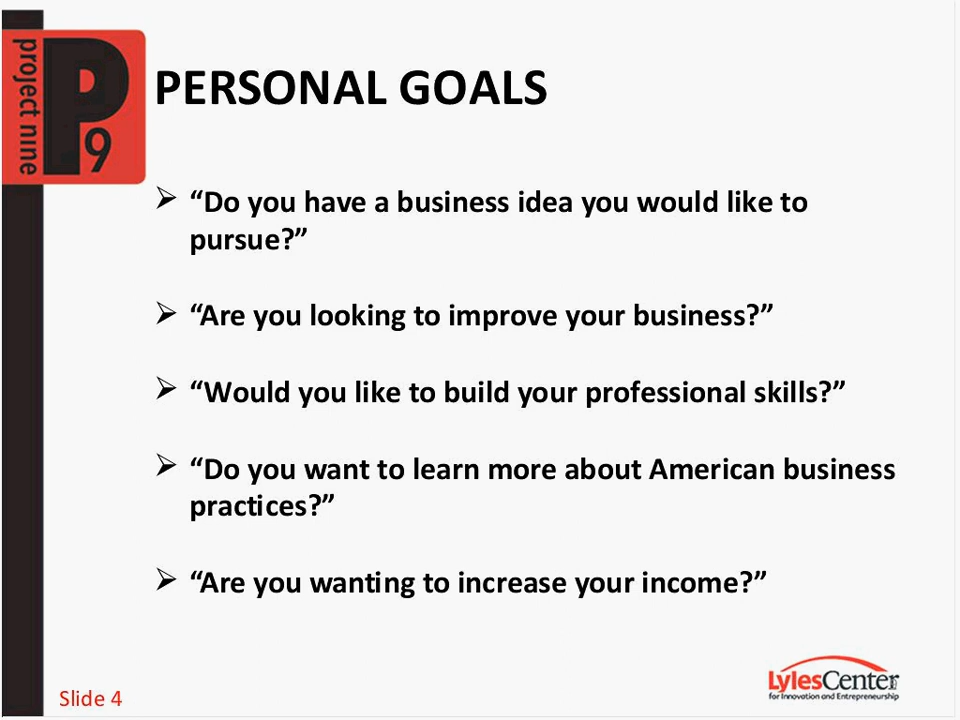 project nine
P
9
PERSONAL GOALS
➢ “Do you have a business idea you would like to
pursue?”
➢ “Are you looking to improve your business?”
➢ “Would you like to build your professional skills?”
➢ “Do you want to learn more about American business
practices?”
➢ “Are you wanting to increase your income?”
LylesCenter
for Innovation and Entrepreneurship
Slide 4